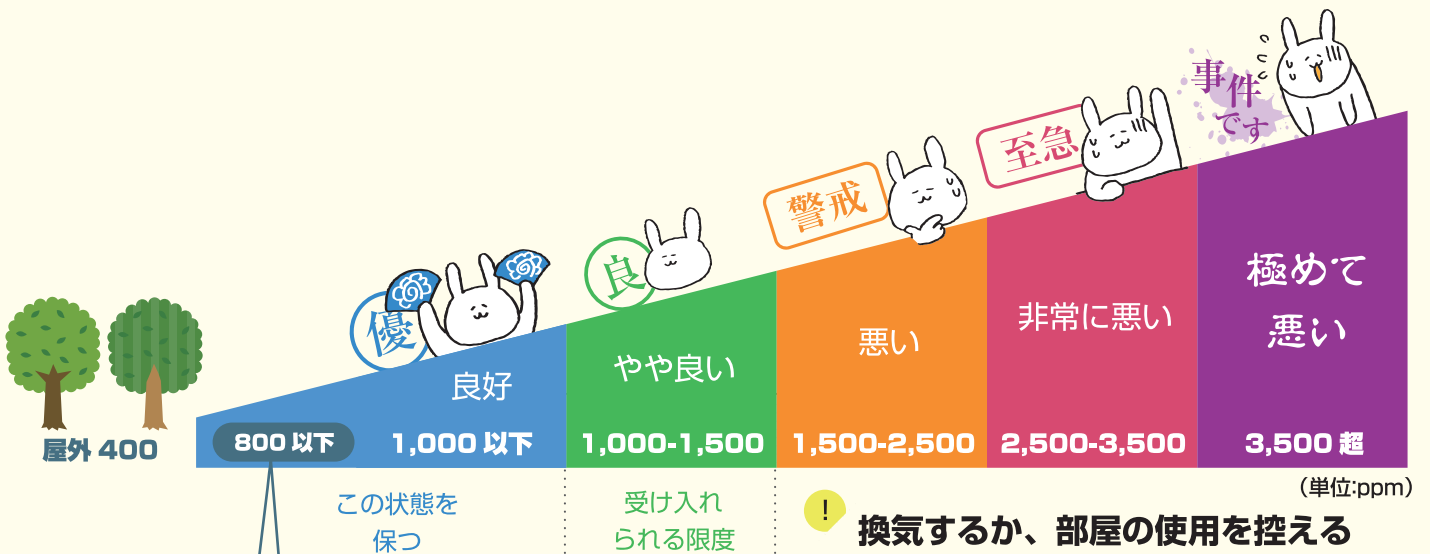 事件
です
至急
警戒
良
優
極めて
悪い
非常に悪い
悪い
やや良い
良好
屋外 400
800 以下
1,000 以下
1,000-1,500
1,500-2,500
2,500-3,500
3,500 超
(単位:ppm)
この状態を
保つ
受け入れ
られる限度
!
換気するか、部屋の使用を控える